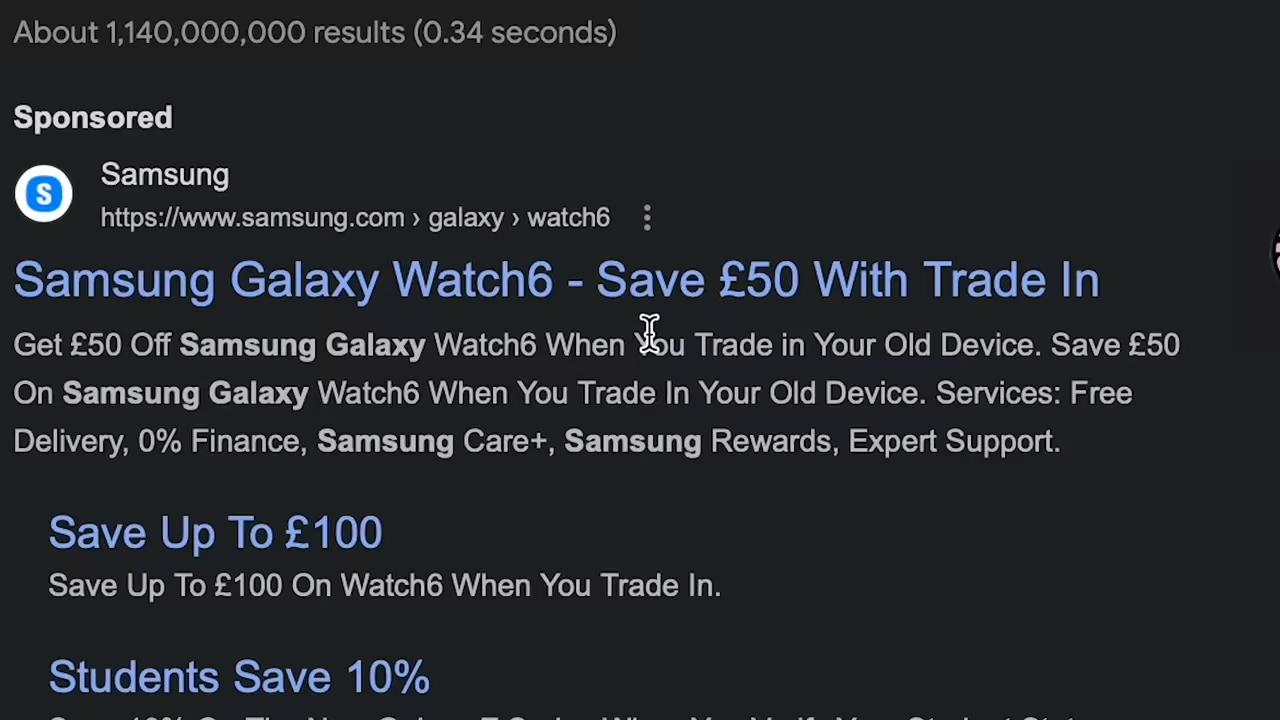 About 1,140,000,000 results (0.34 seconds)
Sponsored
S
Samsung
https://www.samsung.com › galaxy › watch6
Samsung Galaxy Watch6 - Save £50 With Trade In
Get £50 Off Samsung Galaxy Watch6 When You Trade in Your Old Device. Save £50
On Samsung Galaxy Watch6 When You Trade In Your Old Device. Services: Free
Delivery, 0% Finance, Samsung Care+, Samsung Rewards, Expert Support.
Save Up To £100
Save Up To £100 On Watch6 When You Trade In.
Students Save 10%